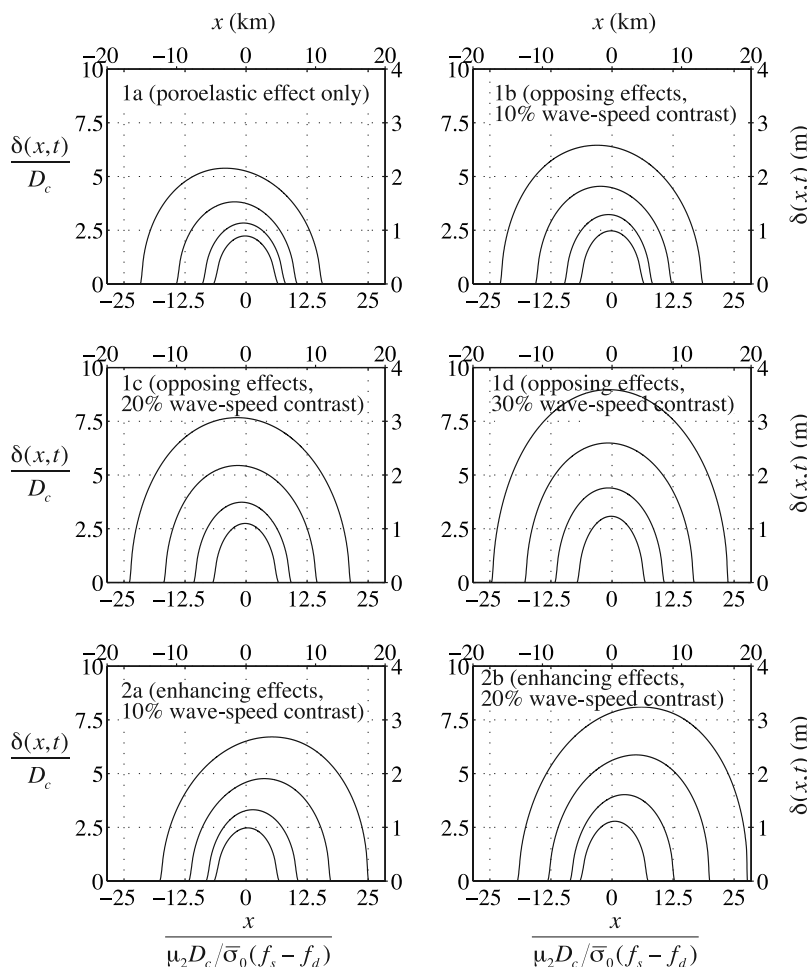 x (km) x (km)
−20 −10 0 10 20 −20 −10 0 10 20
10 4 10 4
1a (poroelastic effect only) 1b (opposing effects,
10% wave-speed contrast)
7.5 3 7.5 3
δ(x,t)
D_c
5 2 5 2
δ(x,t) (m)
2.5 1 2.5 1
0 0 0 0
−25 −12.5 0 12.5 25 −25 −12.5 0 12.5 25
−20 −10 0 10 20 −20 −10 0 10 20
10 4 10 4
1c (opposing effects, 1d (opposing effects,
20% wave-speed contrast) 30% wave-speed contrast)
7.5 3 7.5 3
δ(x,t)
D_c
5 2 5 2
δ(x,t) (m)
2.5 1 2.5 1
0 0 0 0
−25 −12.5 0 12.5 25 −25 −12.5 0 12.5 25
−20 −10 0 10 20 −20 −10 0 10 20
10 4 10 4
2a (enhancing effects, 2b (enhancing effects,
10% wave-speed contrast) 20% wave-speed contrast)
7.5 3 7.5 3
δ(x,t)
D_c
5 2 5 2
δ(x,t) (m)
2.5 1 2.5 1
0 0 0 0
−25 −12.5 0 12.5 25 −25 −12.5 0 12.5 25
x x
μ₂D_c/σ̅₀(f_s−f_d) μ₂D_c/σ̅₀(f_s−f_d)